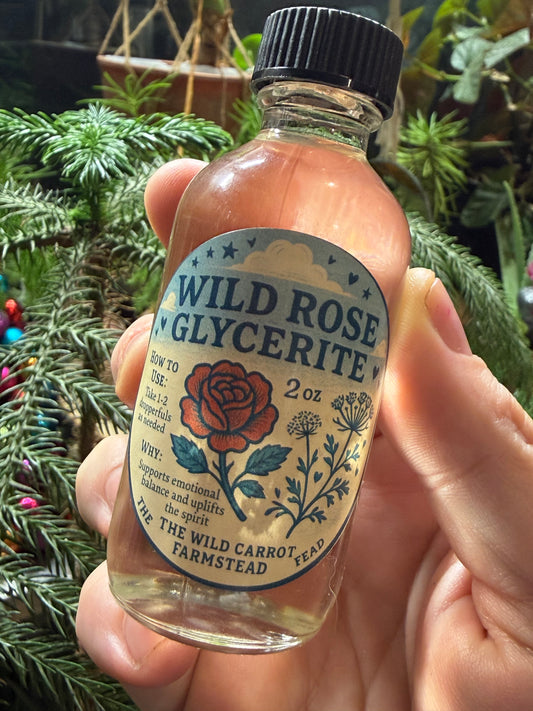 WILD ROSE
GLYCERITE
HOW TO
USE:
Take 1-2
dropperfuls
as needed
2 OZ
WHY:
Supports emotional
balance and uplifts
the spirit
THE THE WILD CARROT FEAD
FARMSTEAD